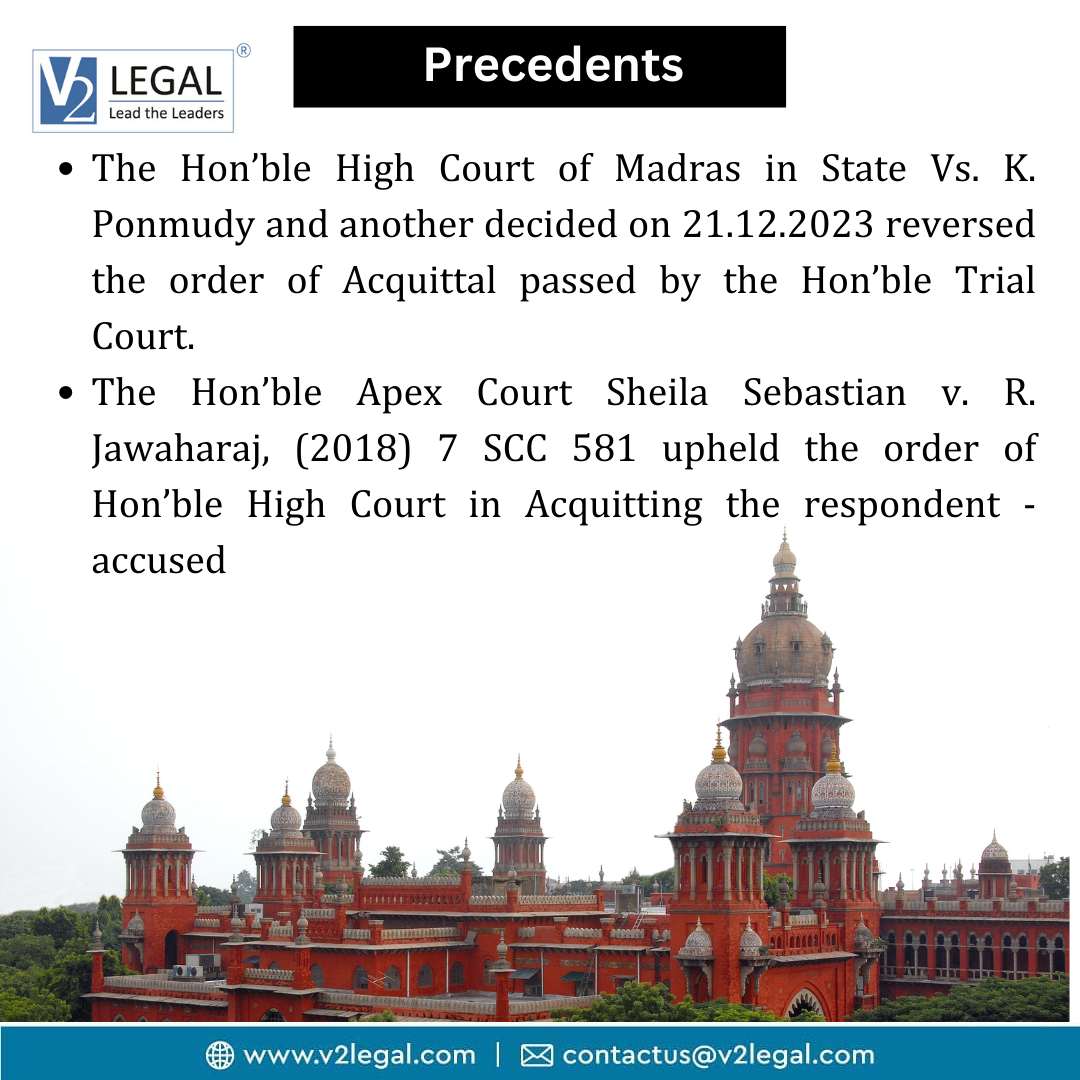 V2 LEGAL ®
Lead the Leaders
Precedents
• The Hon’ble High Court of Madras in State Vs. K.
Ponmudy and another decided on 21.12.2023 reversed
the order of Acquittal passed by the Hon’ble Trial
Court.
• The Hon’ble Apex Court Sheila Sebastian v. R.
Jawaharaj, (2018) 7 SCC 581 upheld the order of
Hon’ble High Court in Acquitting the respondent -
accused
www.v2legal.com | contactus@v2legal.com